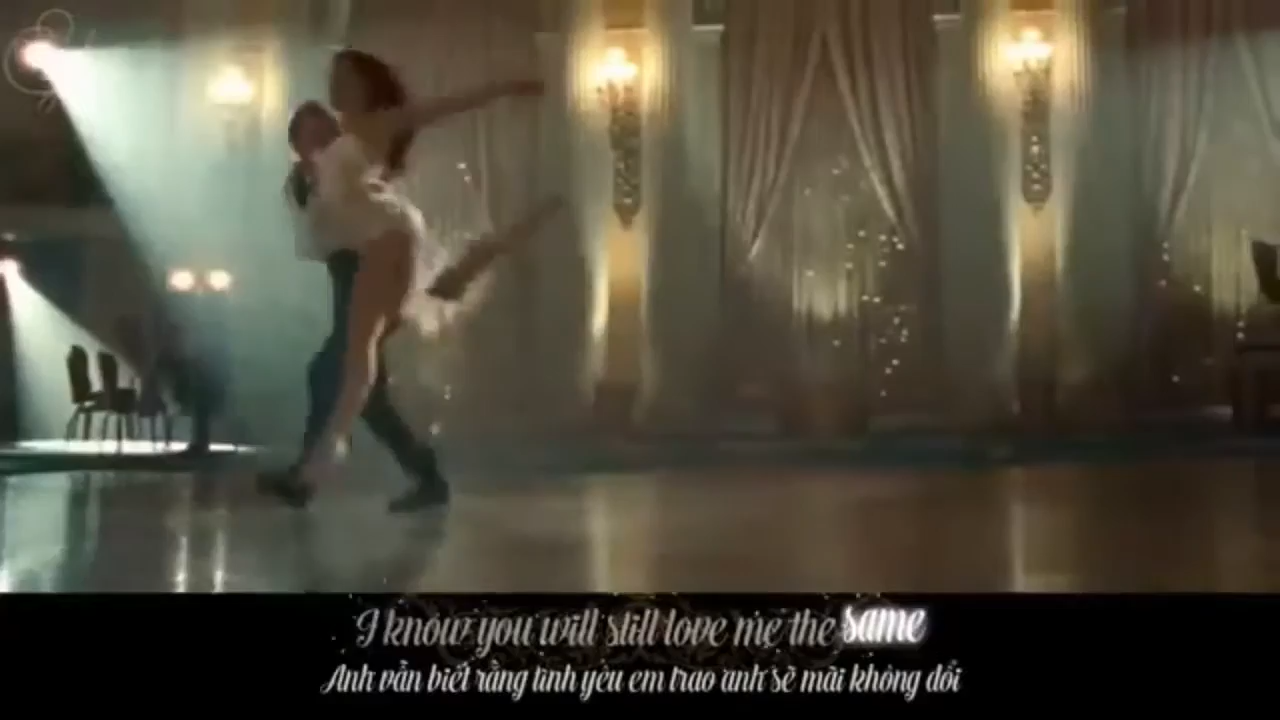 I know you will still love me the same
Anh vẫn biết rằng tình yêu em trao anh sẽ mãi không đổi